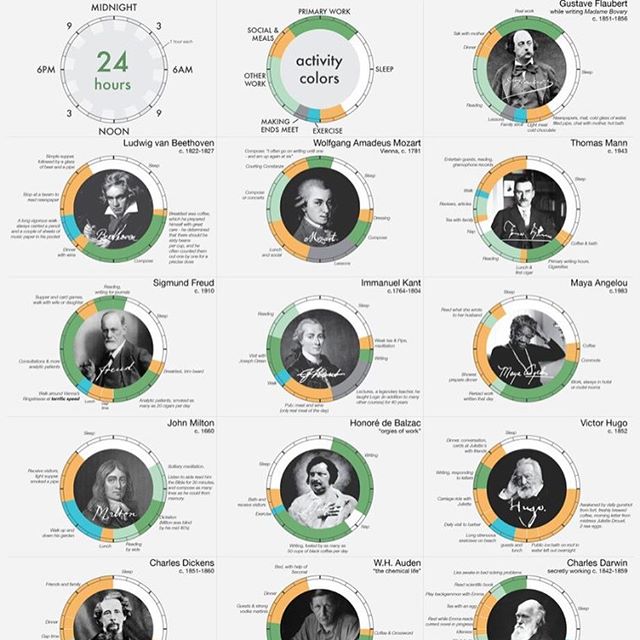 MIDNIGHT
9
3
1 hour each
6PM
24
hours
6AM
9
3
NOON
PRIMARY WORK
SOCIAL &
MEALS
activity
colors
SLEEP
OTHER
WORK
MAKING
ENDS MEET
EXERCISE
Gustave Flaubert
while writing Madame Bovary
c. 1851-1856
Real work
Talk with mother
Dinner
Sleep
Reading
Lessons
Family stroll
Light meal
cold chocolate
Newspapers, mail, cold glass of water,
filled pipe, chat with mother, hot bath
Ludwig van Beethoven
c. 1822-1827
Simple supper
followed by a glass
of beer and a pipe
Sleep
Stop at a tavern to
read newspaper
A long vigorous walk,
always carried a pencil
and a couple of sheets of
music paper in his pocket
Dinner
with wine
Breakfast was coffee,
which he prepared
himself with great
care - he determined
that there should be
sixty beans
per cup, and he
often counted them
out one by one for a
precise dose
Compose
Wolfgang Amadeus Mozart
Vienna, c. 1781
Compose "I often go on writing until one
- and am up again at six"
Courting Constanze
Sleep
Compose
or concerts
Dressing
Compose
Lunch
and social
Lessons
Mozart
Thomas Mann
c. 1943
Entertain guests, reading,
gramophone records
Sleep
Walk
Reviews, articles
Tea with family
Nap
Coffee & bath
Reading
Lunch &
first cigar
Primary writing hours
Cigarettes
Sigmund Freud
c. 1910
Reading,
writing for journals
Supper and card games,
walk with wife or daughter
Sleep
Consultations & more
analytic patients
Breakfast, trim beard
Walk around Vienna's
Ringstrasse at terrific speed
Lunch
Analytic patients, smoked as
many as 20 cigars per day
Freud
Immanuel Kant
c.1764-1804
Sleep
Reading
Weak tea & Pipe,
meditation
Visit with
Joseph Green
Writing
Walk
Lectures, a legendary teacher, he
taught Logic (in addition to many
other courses) for 40 years
Pub: meet and wine
(only real meal of the day)
Maya Angelou
c.1983
Sleep
Read what she wrote
to her husband
Coffee
Commute
Shower,
prepare dinner
Work, always in hotel
or motel rooms
Reread work
written that day
Maya Angelou
John Milton
c. 1660
Sleep
Receive visitors,
light supper
smoked a pipe
Solitary meditation,
Listen to aide read him
the Bible for 30 minutes,
and compose as many
lines as he could from
memory.
Dictation
(Milton was blind
by his mid 40's)
Walk up and
down his garden
Lunch
Reading
by aide
Milton
Honoré de Balzac
"orgies of work"
Sleep
Writing
Bath and
receive visitors
Exercise
Nap
Writing, fueled by as many as
50 cups of black coffee per day
Victor Hugo
c. 1852
Sleep
Dinner, conversation,
cards at Juliette's
with friends
Writing, responding
to letters
Carriage ride with
Juliette
Daily visit to barber
Long strenuous
exercises on beach
guests and
lunch
Public ice bath on roof in
water left out overnight
Awakened by daily gunshot
from fort, freshly brewed
coffee, morning letter from
mistress Juliette Drouet,
2 raw eggs
Hugo
Charles Dickens
c. 1851-1860
Sleep
Friends and family
Dinner
W.H. Auden
"the chemical life"
Bed, with help of
Seconal
Guests & strong
vodka martinis
Dinner
Coffee & Crossword
Charles Darwin
secretly working c. 1842-1859
Lies awake in bed solving problems
Read scientific book
Play backgammon with Emma
Sleep
Tea with an egg